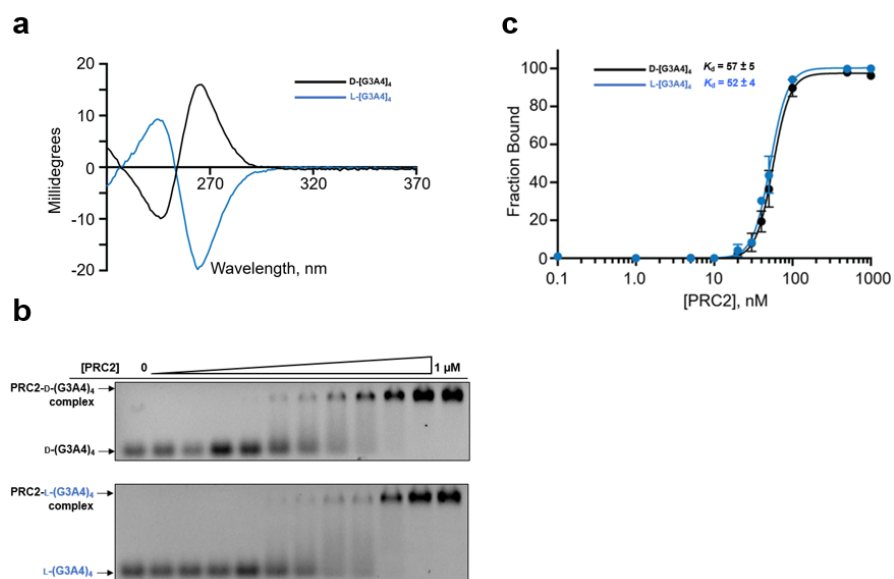 a
20
10
0
-10
-20
Millidegrees
270
320
370
Wavelength, nm
D-[G3A4]₄
L-[G3A4]₄
c
100
80
60
40
20
0
Fraction Bound
0.1
1.0
10
100
1000
[PRC2], nM
D-[G3A4]₄ Kd = 57 ± 5
L-[G3A4]₄ Kd = 52 ± 4
b
[PRC2] 0 1 μM
PRC2-D-(G3A4)₄
complex
D-(G3A4)₄
PRC2-L-(G3A4)₄
complex
L-(G3A4)₄